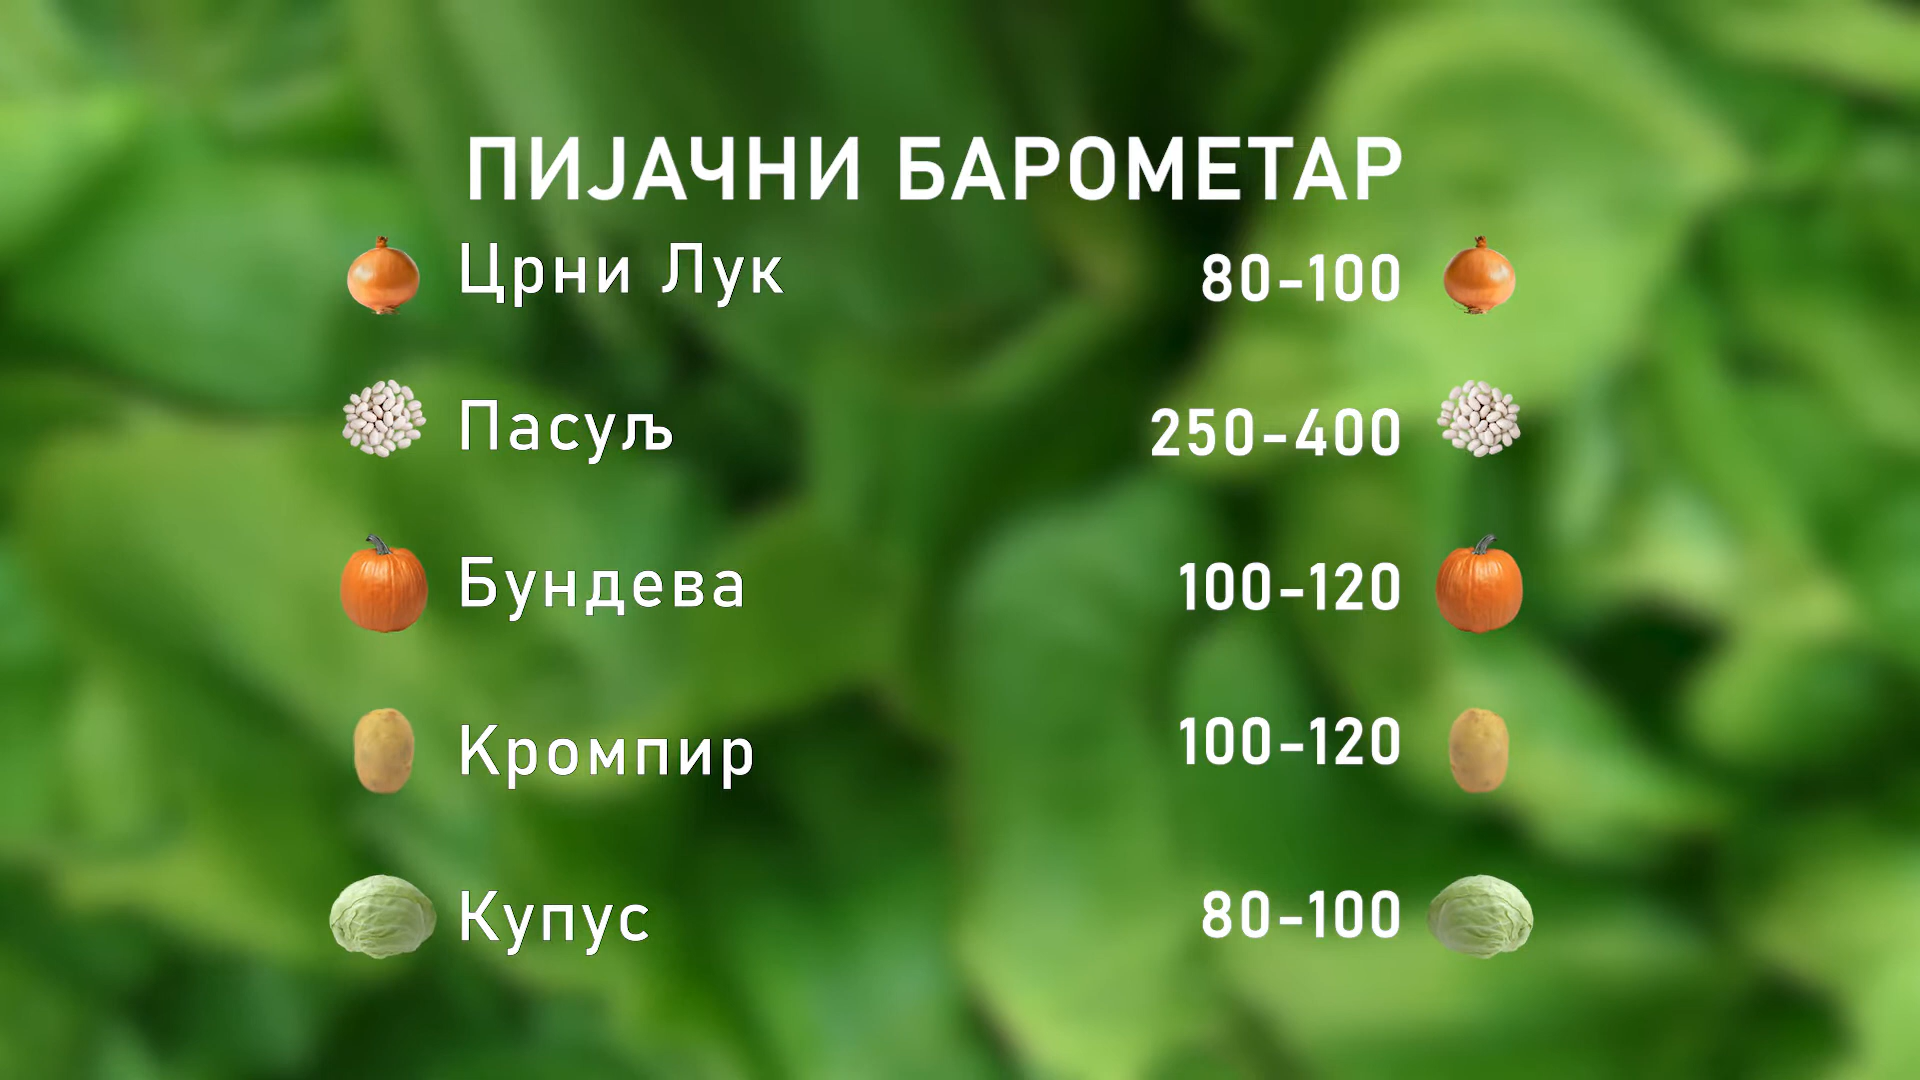 ПИЈАЧНИ БАРОМЕТАР
Црни Лук 80-100
Пасуљ 250-400
Бундева 100-120
Кромпир 100-120
Купус 80-100